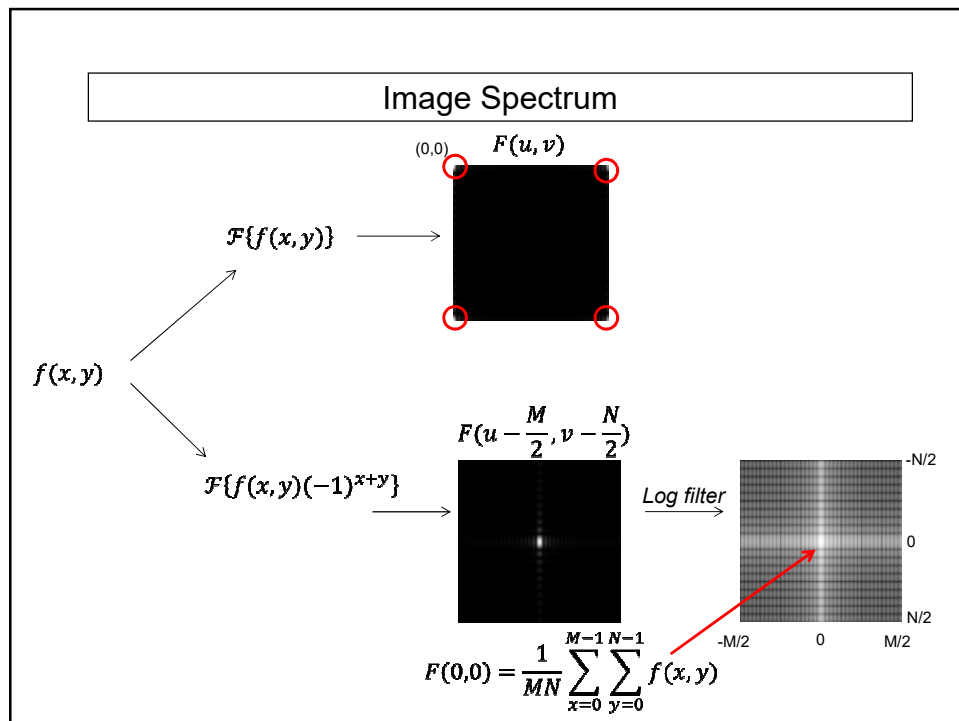 Image Spectrum
(0,0)
F(u, v)
ℱ{f(x, y)}
f(x, y)
F(u − M/2, v − N/2)
ℱ{f(x, y)(−1)^{x+y}}
Log filter
-N/2
0
N/2
-M/2 0 M/2
F(0,0) = 1/MN ∑_{x=0}^{M−1} ∑_{y=0}^{N−1} f(x, y)